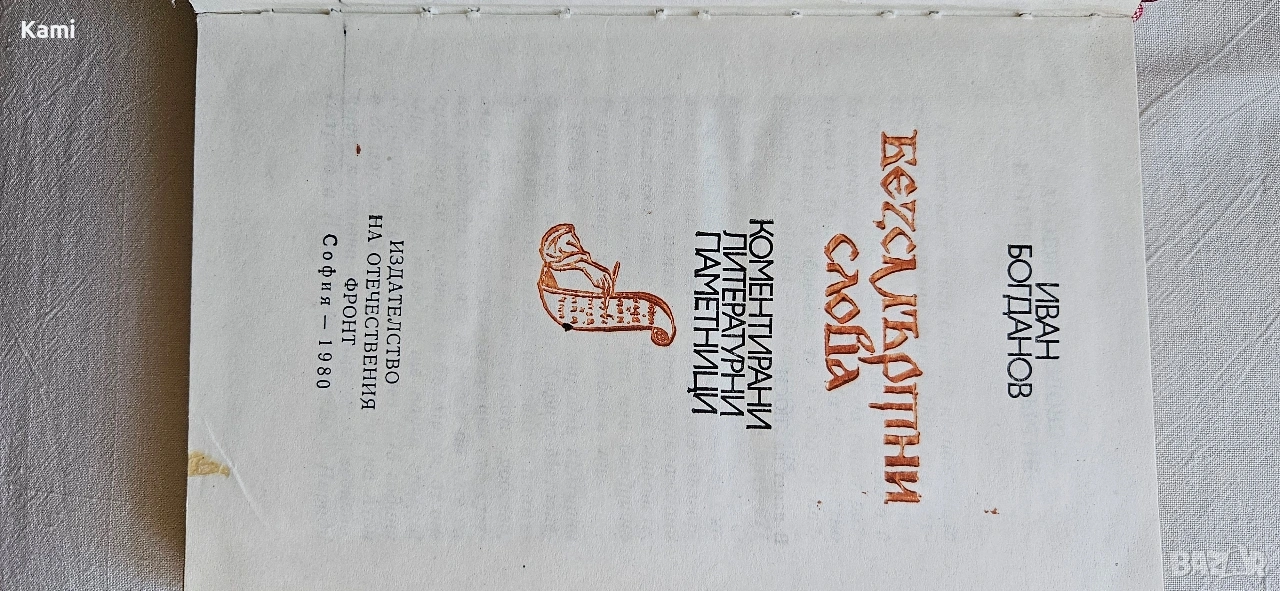 Kami
ИВАН
БОГДАНОВ
Безсмъртни
слова
КОМЕНТИРАНИ
ЛИТЕРАТУРНИ
ПАМЕТНИЦИ
ИЗДАТЕЛСТВО
НА ОТЕЧЕСТВЕНИЯ
ФРОНТ
София — 1980